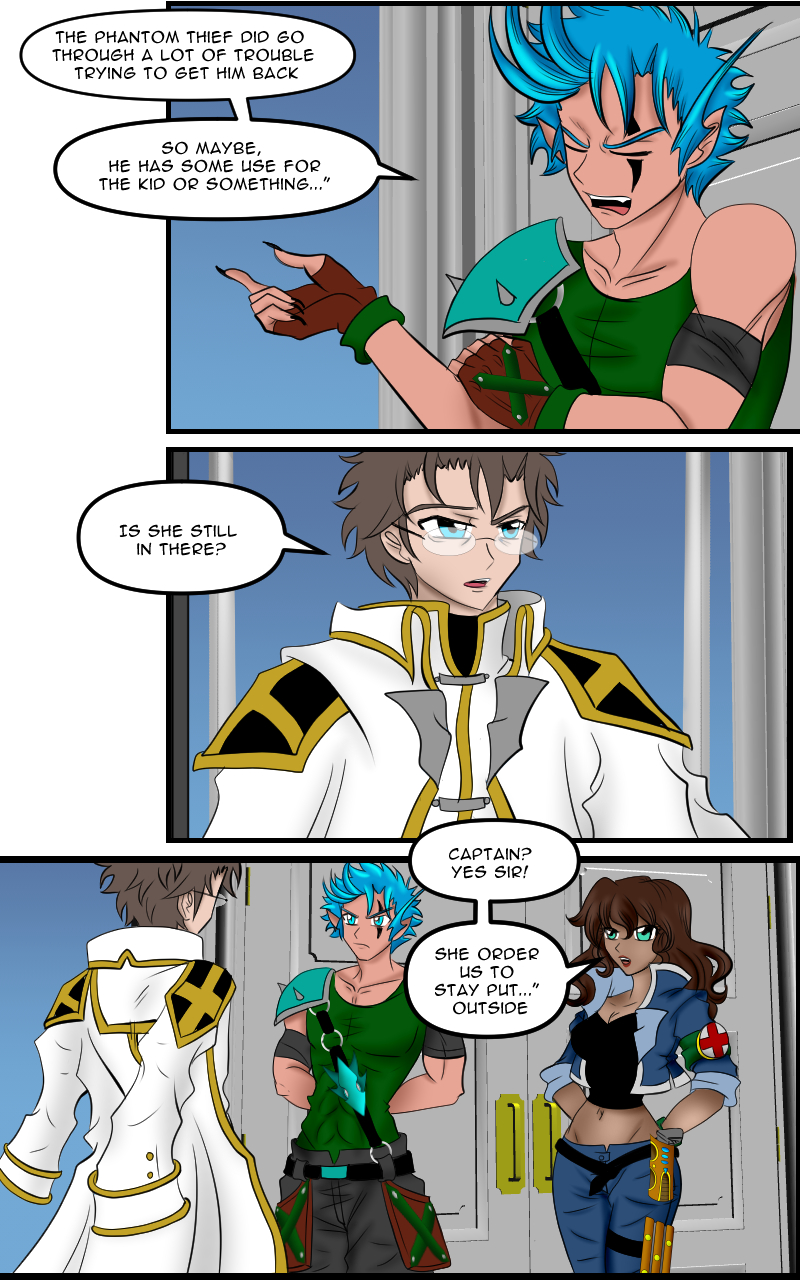 THE PHANTOM THIEF DID GO
THROUGH A LOT OF TROUBLE
TRYING TO GET HIM BACK
SO MAYBE,
HE HAS SOME USE FOR
THE KID OR SOMETHING..."
IS SHE STILL
IN THERE?
CAPTAIN?
YES SIR!
SHE ORDER
US TO
STAY PUT..."
OUTSIDE